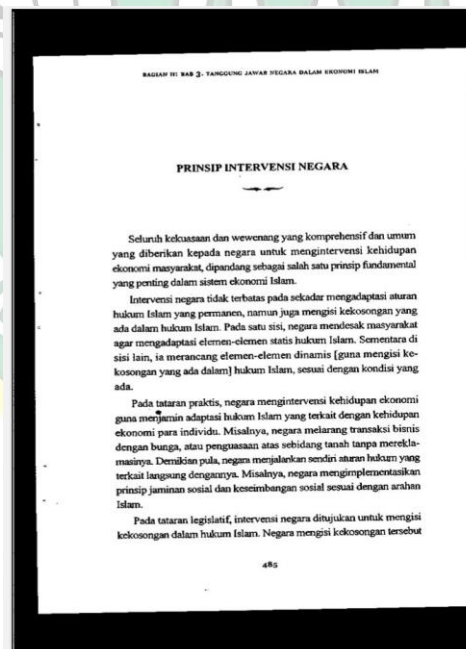 BAGIAN III BAB 3. TANGGUNG JAWAB NEGARA DALAM EKONOMI ISLAM
PRINSIP INTERVENSI NEGARA
Seluruh kekuasaan dan wewenang yang komprehensif dan umum
yang diberikan kepada negara untuk mengintervensi kehidupan
ekonomi masyarakat, dipandang sebagai salah satu prinsip fundamental
yang penting dalam sistem ekonomi Islam.
Intervensi negara tidak terbatas pada sekadar mengadaptasi aturan
hukum Islam yang permanen, namun juga mengisi kekosongan yang
ada dalam hukum Islam. Pada satu sisi, negara mendesak masyarakat
agar mengadaptasi elemen-elemen statis hukum Islam. Sementara di
sisi lain, ia merancang elemen-elemen dinamis [guna mengisi ke-
kosongan yang ada dalam] hukum Islam, sesuai dengan kondisi yang
ada.
Pada tataran praktis, negara mengintervensi kehidupan ekonomi
guna menjamin adaptasi hukum Islam yang terkait dengan kehidupan
ekonomi para individu. Misalnya, negara melarang transaksi bisnis
dengan bunga, atau penguasaan atas sebidang tanah tanpa merekla-
masinya. Demikian pula, negara menjalankan sendiri aturan hukum yang
terkait langsung dengannya. Misalnya, negara mengimplementasikan
prinsip jaminan sosial dan keseimbangan sosial sesuai dengan arahan
Islam.
Pada tataran legislatif, intervensi negara ditujukan untuk mengisi
kekosongan dalam hukum Islam. Negara mengisi kekosongan tersebut
485